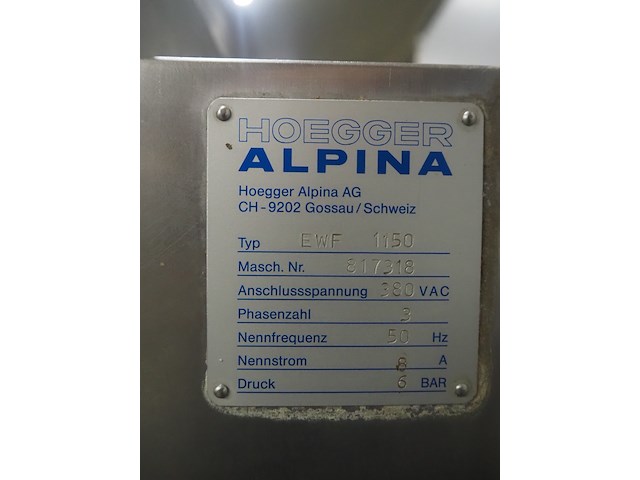 HOEGGER
ALPINA
Hoegger Alpina AG
CH-9202 Gossau/Schweiz
Typ EWF 1150
Masch. Nr. 817318
Anschlussspannung 380 VAC
Phasenzahl 3
Nennfrequenz 50 Hz
Nennstrom 8 A
Druck 6 BAR